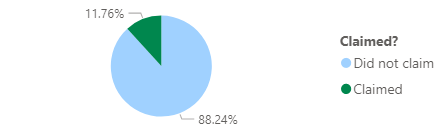 11.76%
Claimed?
Did not claim
Claimed
88.24%